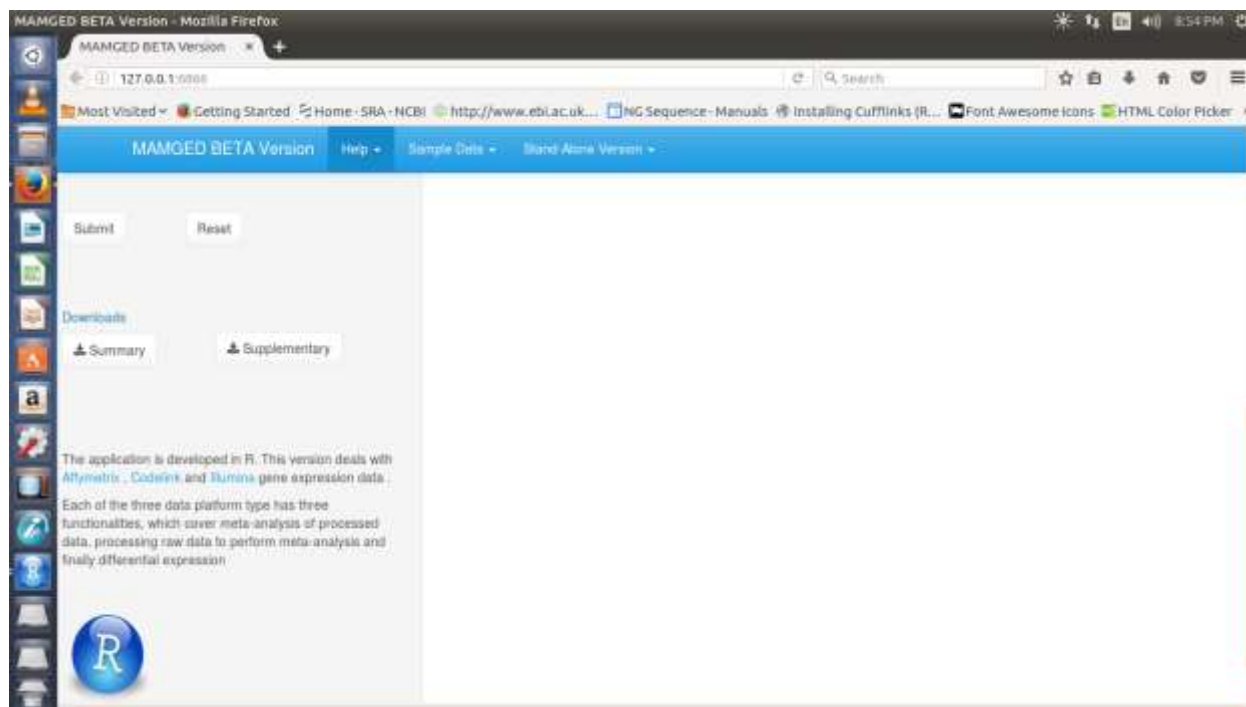 MAMGED BETA Version - Mozilla Firefox
En
8:54 PM
MAMGED BETA Version × +
127.0.0.1
Search
Most Visited Getting Started Home - SRA - NCBI http://www.ebi.ac.uk... NG Sequence - Manuals Installing Cufflinks (R... Font Awesome Icons HTML Color Picker
MAMGED BETA Version Help Sample Data Stand Alone Version
Submit Reset
Downloads
Summary Supplementary
The application is developed in R. This version deals with
Affymetrix , Codelink and Illumina gene expression data .
Each of the three data platform type has three
functionalities, which cover meta-analysis of processed
data, processing raw data to perform meta-analysis and
finally differential expression
a
R